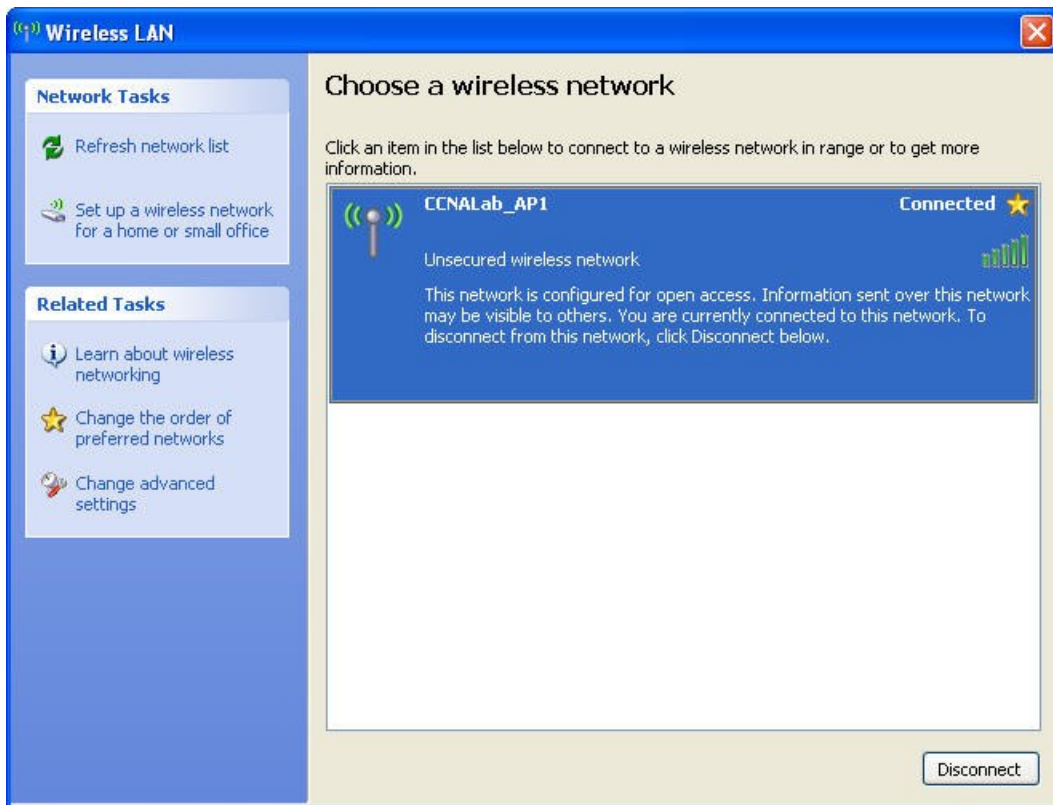 Wireless LAN
Network Tasks
Refresh network list
Set up a wireless network
for a home or small office
Related Tasks
Learn about wireless
networking
Change the order of
preferred networks
Change advanced
settings
Choose a wireless network
Click an item in the list below to connect to a wireless network in range or to get more
information.
CCNALab_AP1 Connected
Unsecured wireless network
This network is configured for open access. Information sent over this network
may be visible to others. You are currently connected to this network. To
disconnect from this network, click Disconnect below.
Disconnect